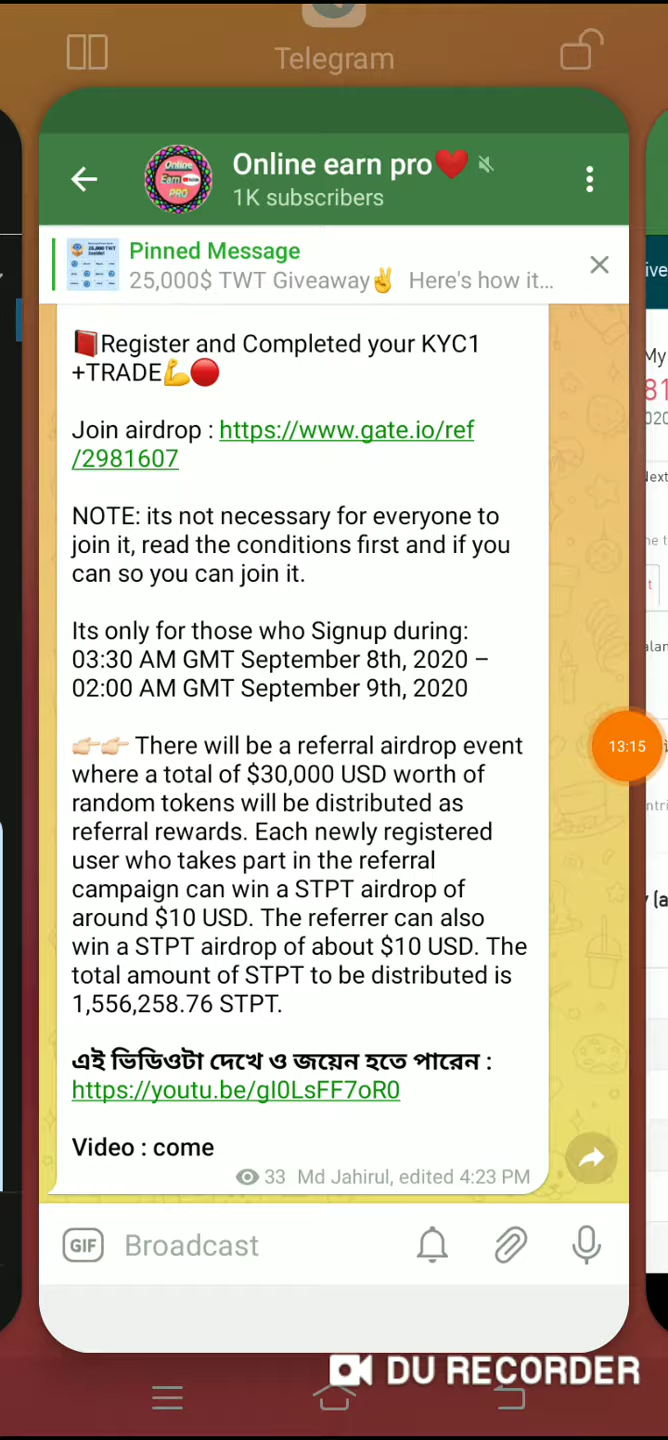 Telegram
Online earn pro❤️
1K subscribers
Online
Earn
PRO
Pinned Message
25,000$ TWT Giveaway✌️ Here's how it…
📕Register and Completed your KYC1
+TRADE💪🔴
Join airdrop : https://www.gate.io/ref
/2981607
NOTE: its not necessary for everyone to
join it, read the conditions first and if you
can so you can join it.
Its only for those who Signup during:
03:30 AM GMT September 8th, 2020 –
02:00 AM GMT September 9th, 2020
👉🏻👉🏻 There will be a referral airdrop event
where a total of $30,000 USD worth of
random tokens will be distributed as
referral rewards. Each newly registered
user who takes part in the referral
campaign can win a STPT airdrop of
around $10 USD. The referrer can also
win a STPT airdrop of about $10 USD. The
total amount of STPT to be distributed is
1,556,258.76 STPT.
এই ভিডিওটা দেখে ও জয়েন হতে পারেন :
https://youtu.be/gI0LsFF7oR0
Video : come
33 Md Jahirul, edited 4:23 PM
GIF Broadcast
13:15
My
81
DU RECORDER